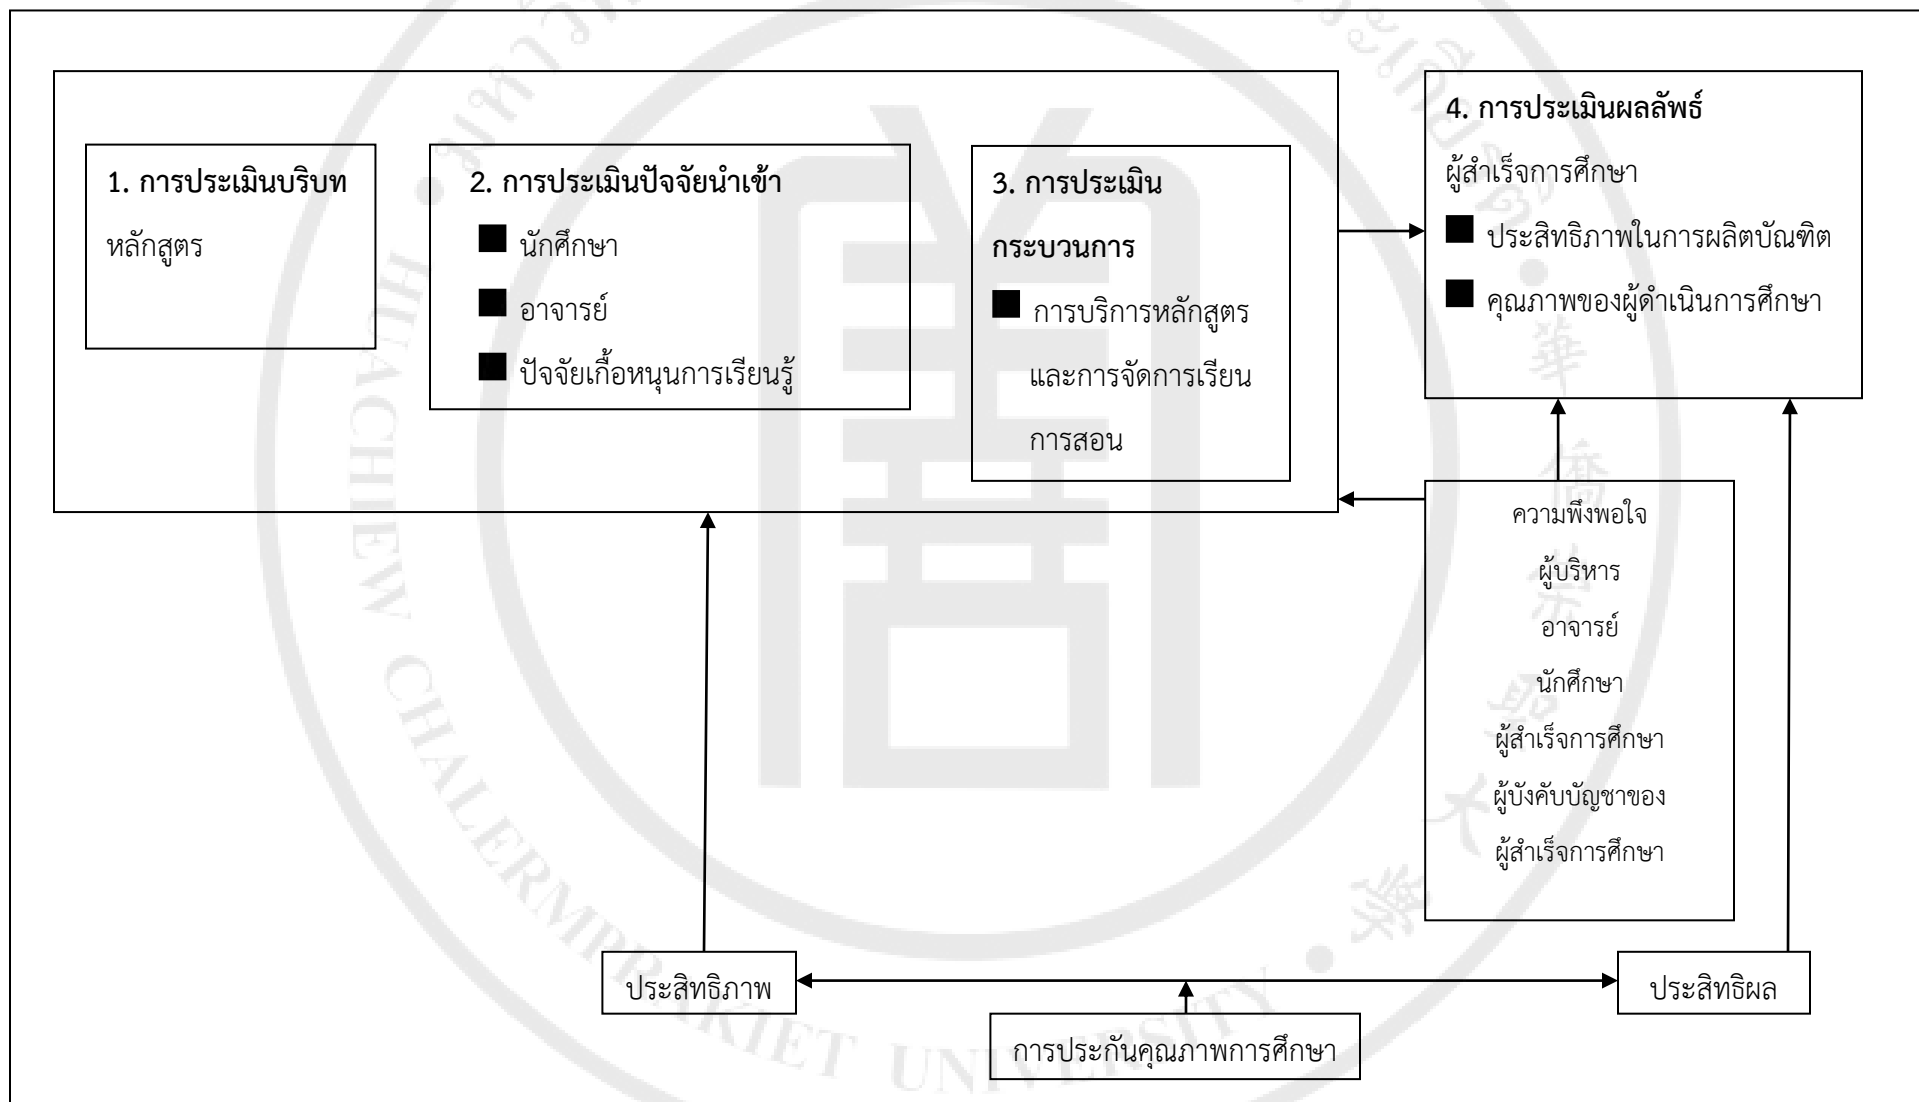 1. การประเมินบริบท
หลักสูตร
2. การประเมินปัจจัยนำเข้า
■ นักศึกษา
■ อาจารย์
■ ปัจจัยเกื้อหนุนการเรียนรู้
3. การประเมิน
กระบวนการ
■ การบริการหลักสูตร
และการจัดการเรียน
การสอน
4. การประเมินผลลัพธ์
ผู้สำเร็จการศึกษา
■ ประสิทธิภาพในการผลิตบัณฑิต
■ คุณภาพของผู้ดำเนินการศึกษา
ความพึงพอใจ
ผู้บริหาร
อาจารย์
นักศึกษา
ผู้สำเร็จการศึกษา
ผู้บังคับบัญชาของ
ผู้สำเร็จการศึกษา
ประสิทธิภาพ
ประสิทธิผล
การประกันคุณภาพการศึกษา
HUACHIEW CHALERMPRAKIET UNIVERSITY